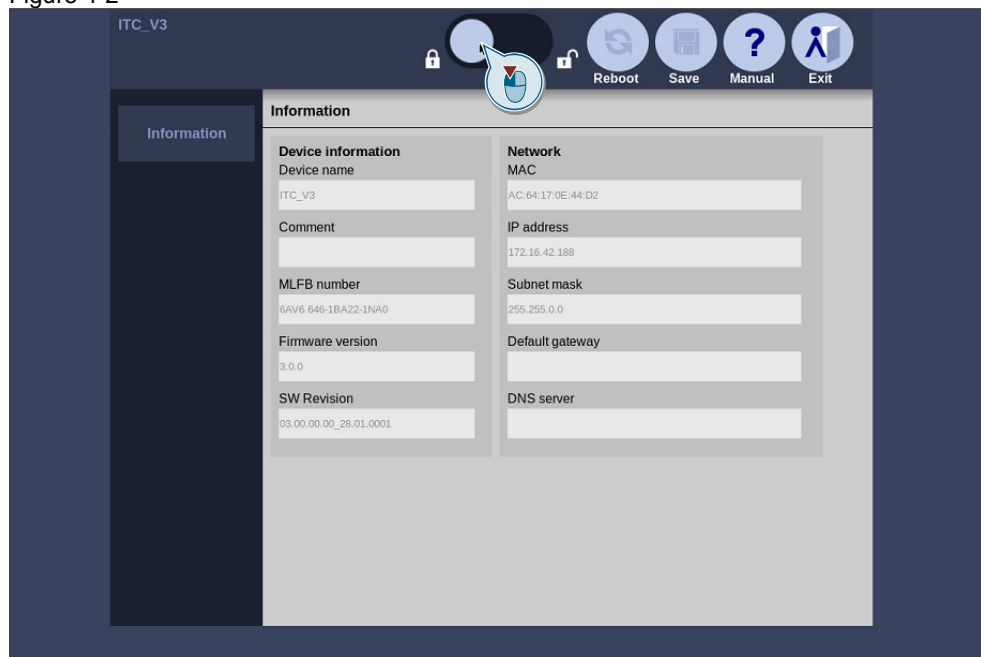 ITC_V3
Reboot
Save
?
Manual
Exit
Information
Information
Device information
Device name
ITC_V3
Comment
MLFB number
6AV6 646-1BA22-1NA0
Firmware version
3.0.0
SW Revision
03.00.00.00_28.01.0001
Network
MAC
AC:64:17:0E:44:D2
IP address
172.16.42.188
Subnet mask
255.255.0.0
Default gateway
DNS server